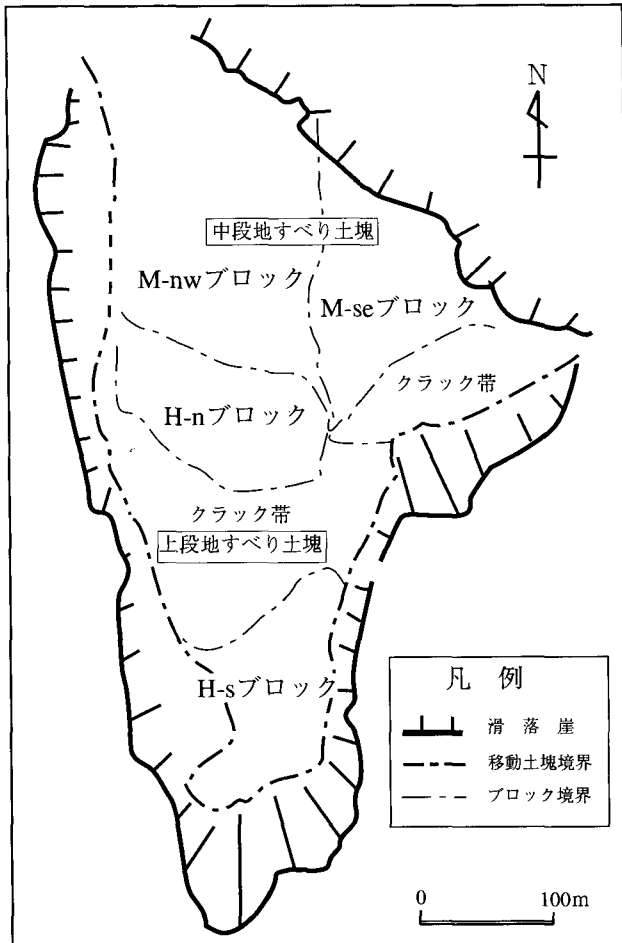 N
中段地すべり土塊
M-nwブロック
M-seブロック
クラック帯
H-nブロック
クラック帯
上段地すべり土塊
H-sブロック
凡 例
滑 落 崖
移動土塊境界
ブロック境界
0 100m